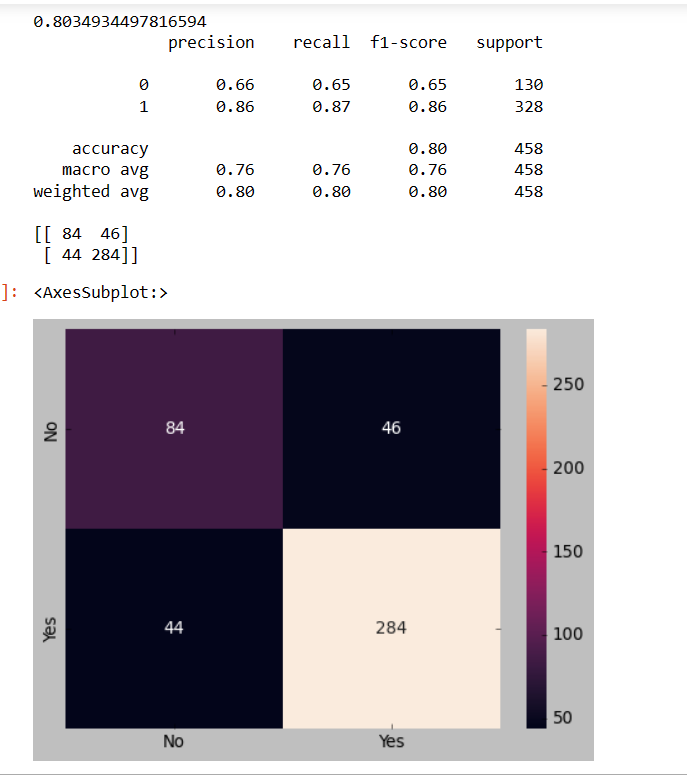 0.8034934497816594
precision recall f1-score support
0 0.66 0.65 0.65 130
1 0.86 0.87 0.86 328
accuracy 0.80 458
macro avg 0.76 0.76 0.76 458
weighted avg 0.80 0.80 0.80 458
[[ 84 46]
[ 44 284]]
]: <AxesSubplot:>
250
No 84 46
200
150
100
Yes 44 284
50
No Yes